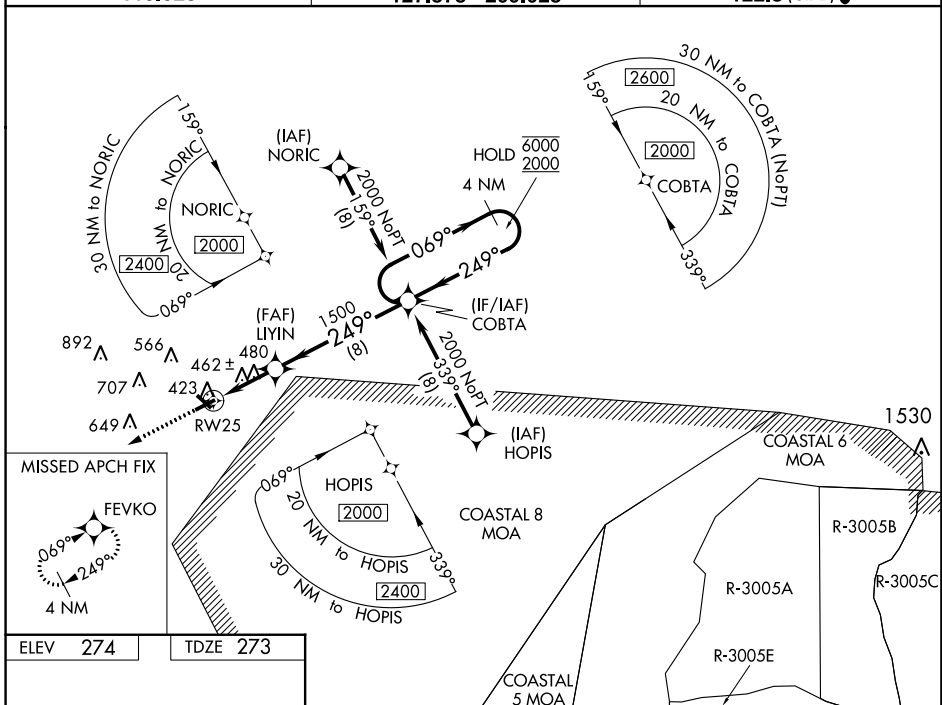 30 NM to COBTA (NoPT)
2600
159°
20 NM to COBTA
2000
COBTA
339°
30 NM to NORIC
159°
20 NM to NORIC
NORIC
2000
2400
069°
(IAF)
NORIC
2000 NoPT
159°
(8)
HOLD 6000
2000
4 NM
069°
249°
(IF/IAF)
COBTA
(FAF)
LIYIN
1500
249°
(8)
2000 NoPT
339°
(8)
(IAF)
HOPIS
892
566
462 ±
480
707
423
649
RW25
1530
COASTAL 6
MOA
MISSED APCH FIX
FEVKO
069°
249°
4 NM
069°
HOPIS
2000
20 NM to HOPIS
339°
2400
30 NM to HOPIS
COASTAL 8
MOA
R-3005B
R-3005A
R-3005C
R-3005E
COASTAL
5 MOA
ELEV 274
TDZE 273